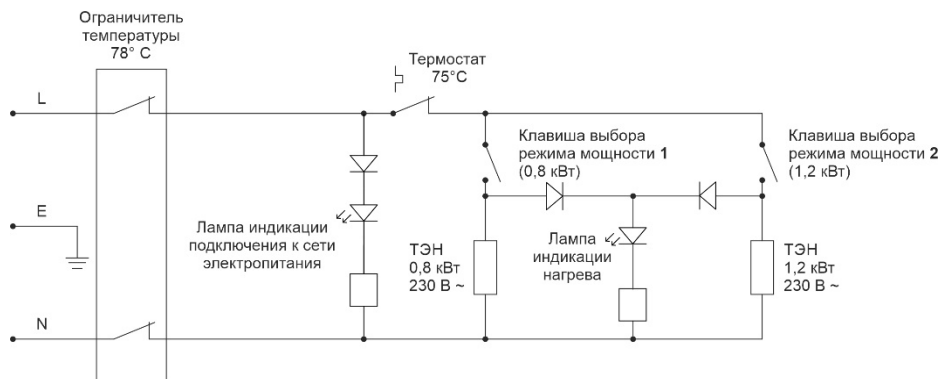 Ограничитель
температуры
78° C
L
E
N
Термостат
75°C
Клавиша выбора
режима мощности 1
(0,8 кВт)
Клавиша выбора
режима мощности 2
(1,2 кВт)
Лампа индикации
подключения к сети
электропитания
ТЭН
0,8 кВт
230 В ~
Лампа
индикации
нагрева
ТЭН
1,2 кВт
230 В ~